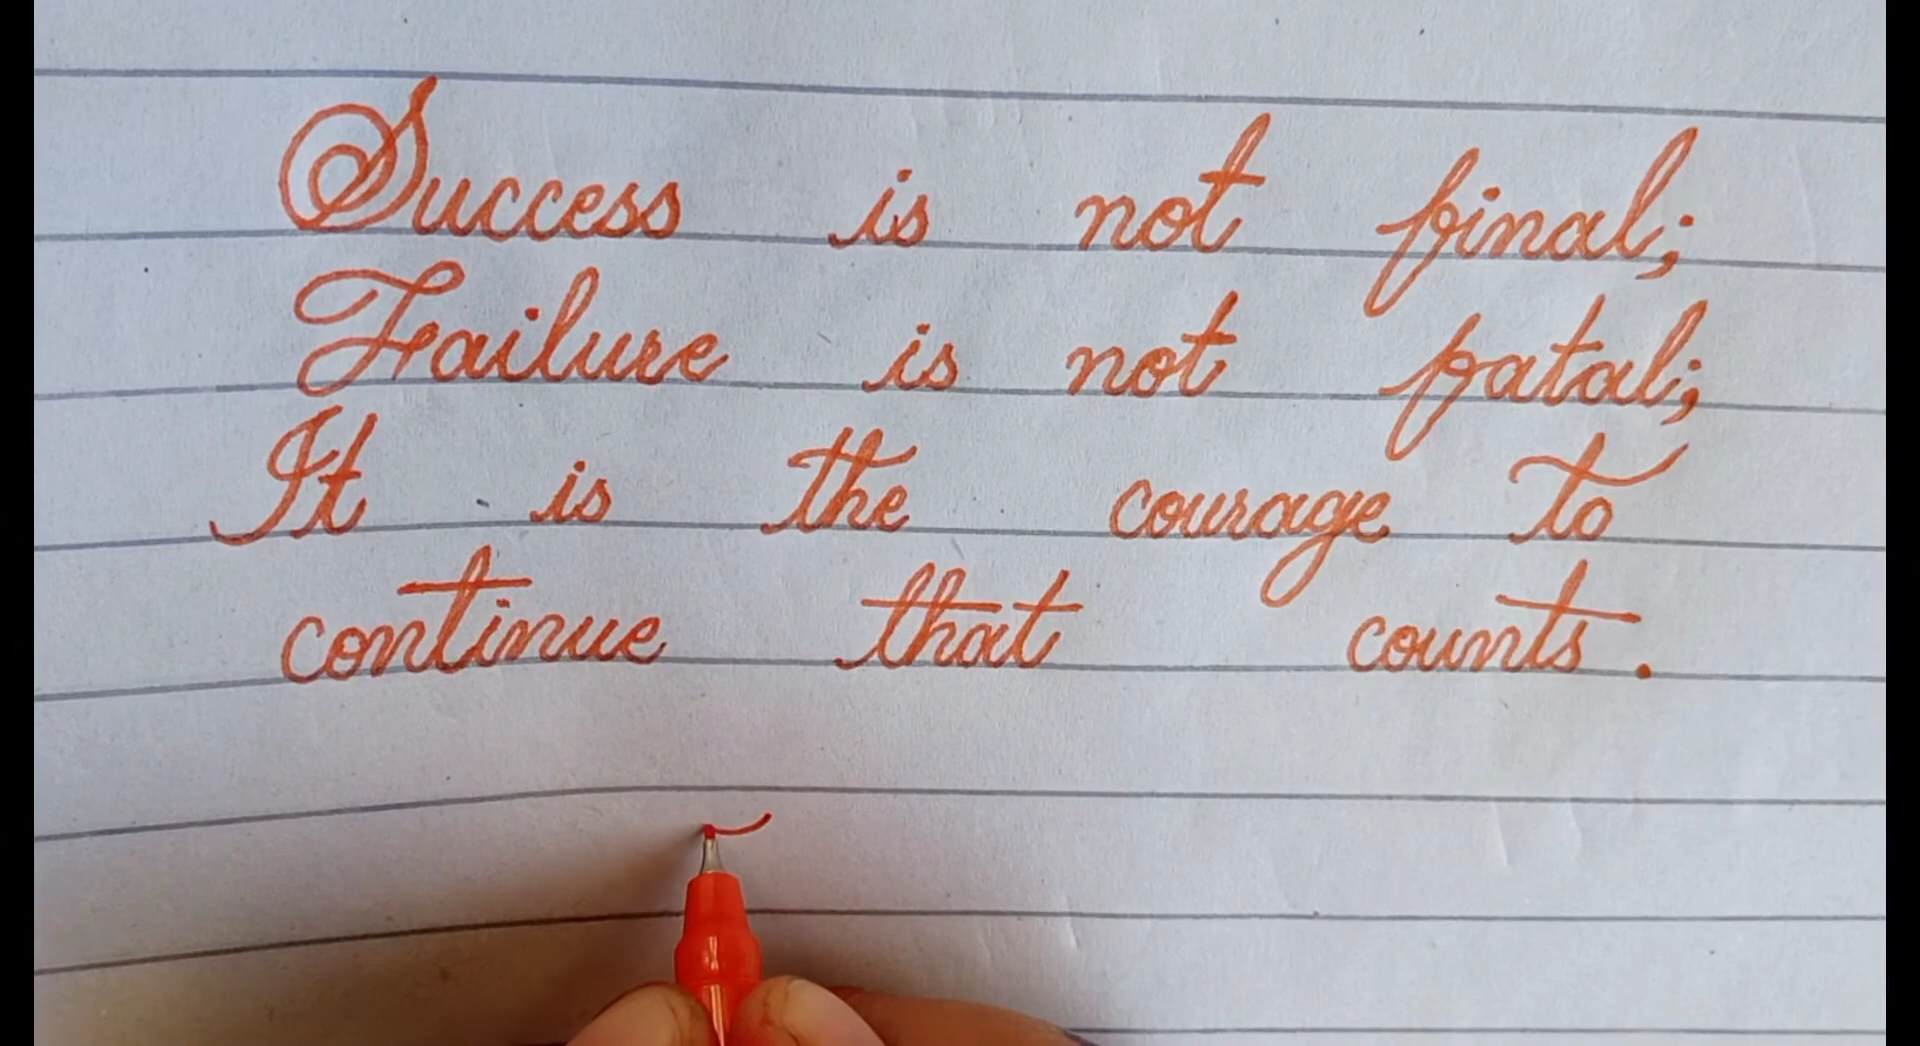 Success is not final;
Failure is not fatal;
It is the courage to
continue that counts.